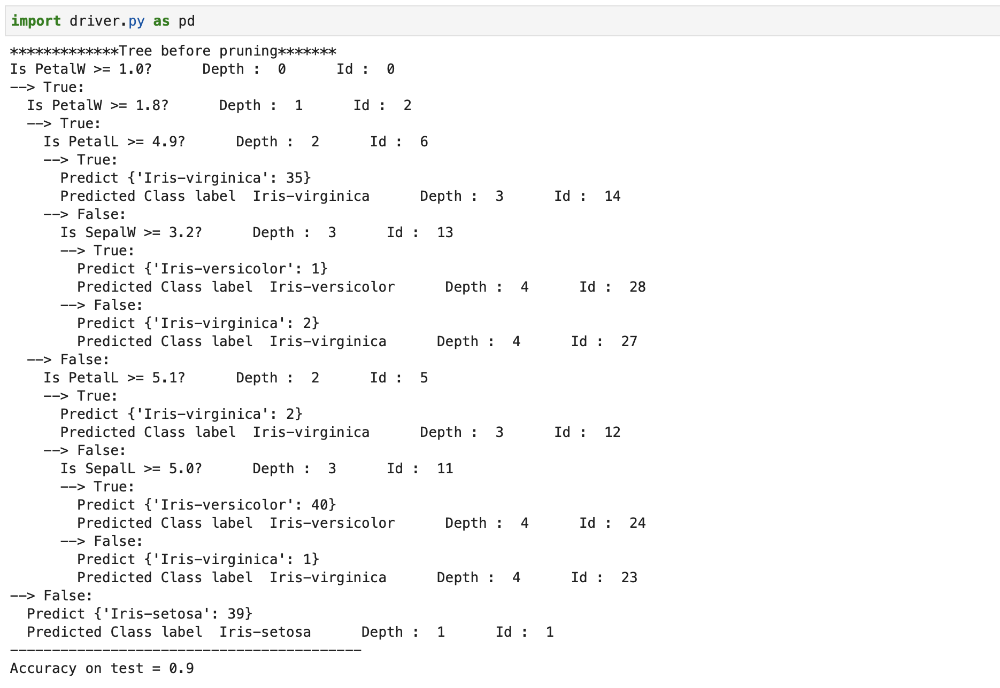 import driver.py as pd
*************Tree before pruning*******
Is PetalW >= 1.0?      Depth :  0      Id :  0
--> True:
  Is PetalW >= 1.8?      Depth :  1      Id :  2
  --> True:
    Is PetalL >= 4.9?      Depth :  2      Id :  6
    --> True:
      Predict {'Iris-virginica': 35}
      Predicted Class label  Iris-virginica      Depth :  3      Id :  14
    --> False:
      Is SepalW >= 3.2?      Depth :  3      Id :  13
      --> True:
        Predict {'Iris-versicolor': 1}
        Predicted Class label  Iris-versicolor      Depth :  4      Id :  28
      --> False:
        Predict {'Iris-virginica': 2}
        Predicted Class label  Iris-virginica      Depth :  4      Id :  27
  --> False:
    Is PetalL >= 5.1?      Depth :  2      Id :  5
    --> True:
      Predict {'Iris-virginica': 2}
      Predicted Class label  Iris-virginica      Depth :  3      Id :  12
    --> False:
      Is SepalL >= 5.0?      Depth :  3      Id :  11
      --> True:
        Predict {'Iris-versicolor': 40}
        Predicted Class label  Iris-versicolor      Depth :  4      Id :  24
      --> False:
        Predict {'Iris-virginica': 1}
        Predicted Class label  Iris-virginica      Depth :  4      Id :  23
--> False:
  Predict {'Iris-setosa': 39}
  Predicted Class label  Iris-setosa      Depth :  1      Id :  1
------------------------------------------
Accuracy on test = 0.9